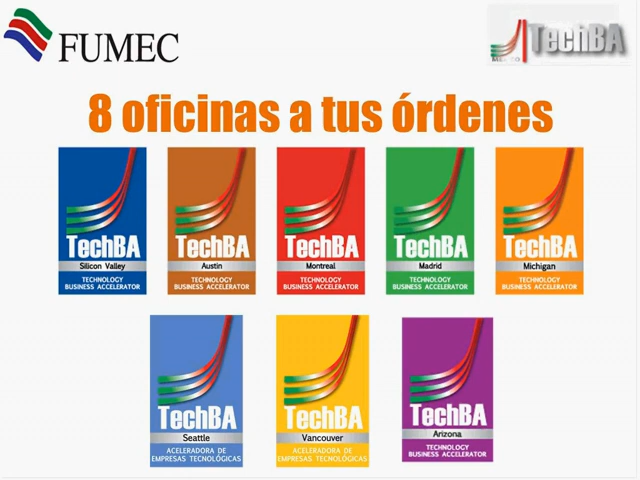 FUMEC
TechBA
MÉXICO
8 oficinas a tus órdenes
TechBA
Silicon Valley
TECHNOLOGY
BUSINESS ACCELERATOR
TechBA
Austin
TECHNOLOGY
BUSINESS ACCELERATOR
TechBA
Montreal
TECHNOLOGY
BUSINESS ACCELERATOR
TechBA
Madrid
TECHNOLOGY
BUSINESS ACCELERATOR
TechBA
Michigan
TECHNOLOGY
BUSINESS ACCELERATOR
TechBA
Seattle
ACELERADORA DE
EMPRESAS TECNOLÓGICAS
TechBA
Vancouver
ACELERADORA DE
EMPRESAS TECNOLÓGICAS
TechBA
Arizona
TECHNOLOGY
BUSINESS ACCELERATOR